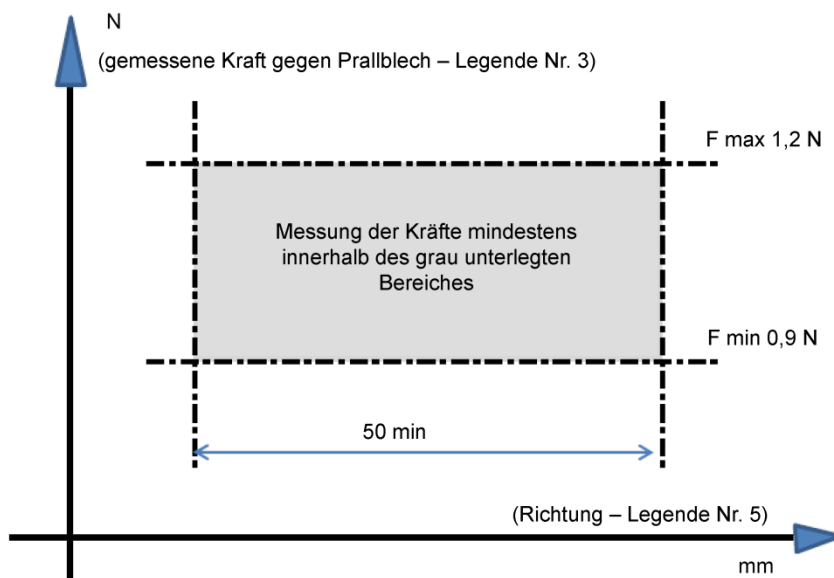 N
(gemessene Kraft gegen Prallblech – Legende Nr. 3)
F max 1,2 N
Messung der Kräfte mindestens
innerhalb des grau unterlegten
Bereiches
F min 0,9 N
50 min
(Richtung – Legende Nr. 5)
mm